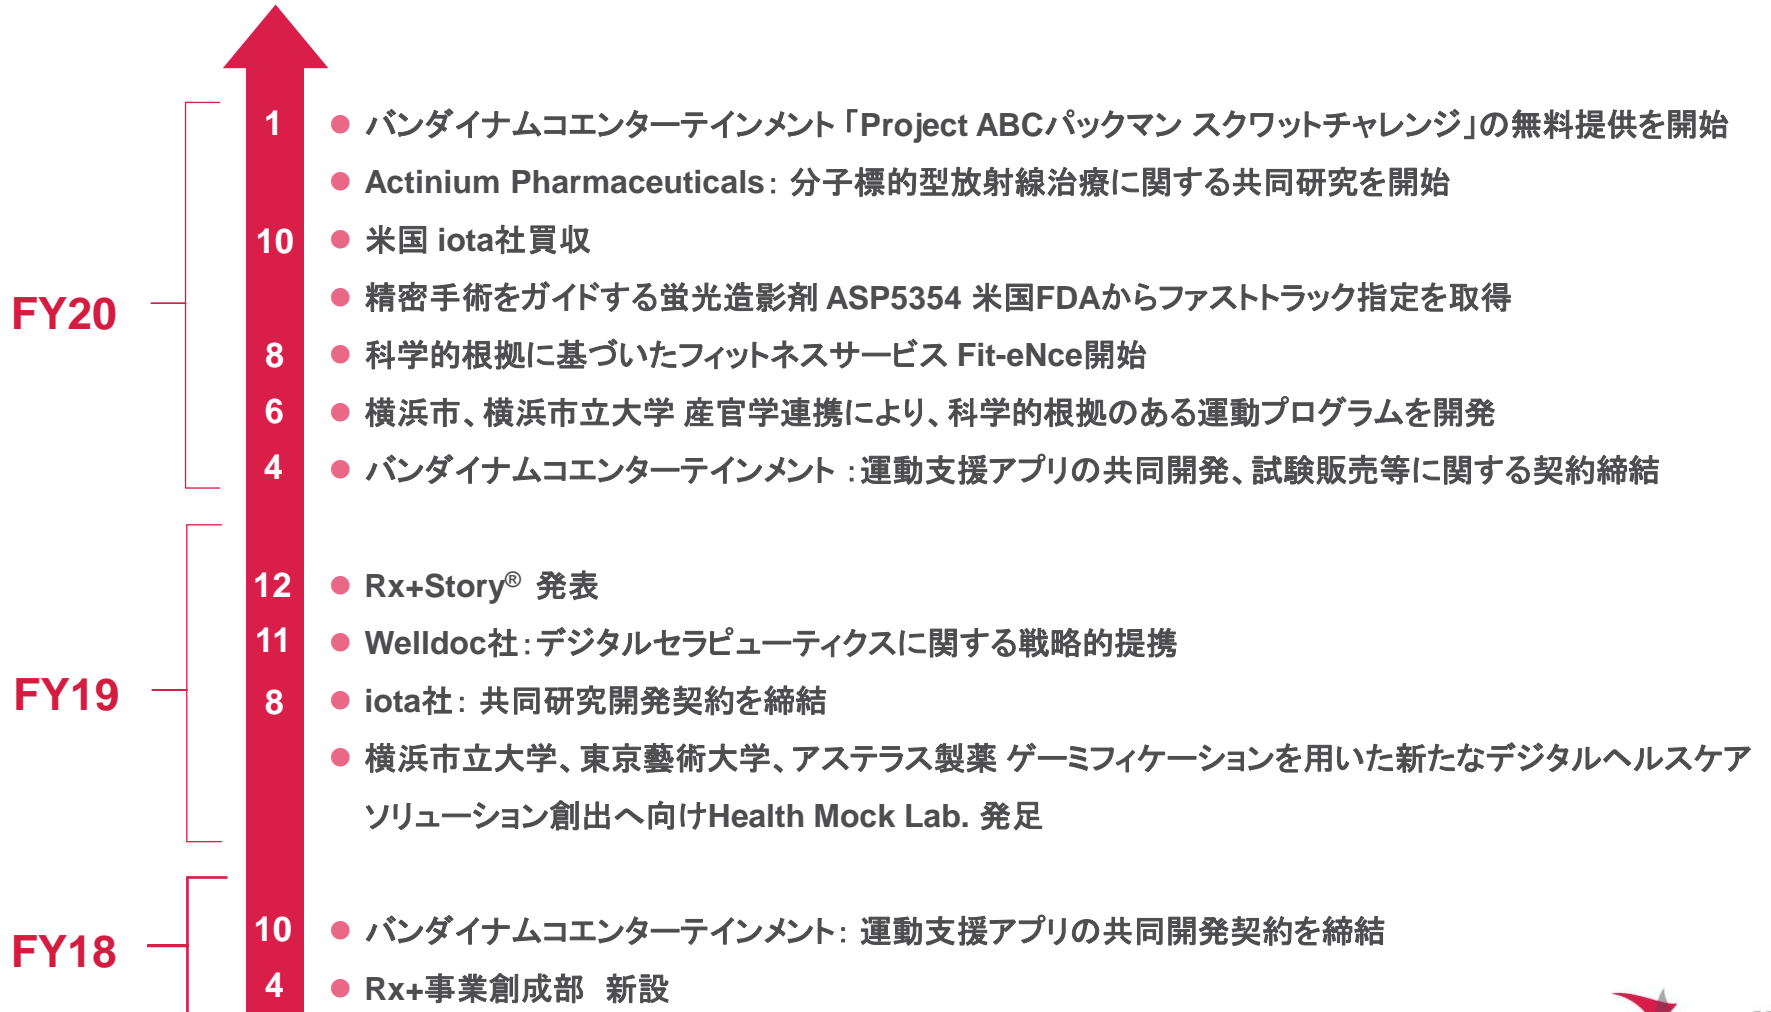 1 ● バンダイナムコエンターテインメント「Project ABCパックマン スクワットチャレンジ」の無料提供を開始
● Actinium Pharmaceuticals： 分子標的型放射線治療に関する共同研究を開始
10 ● 米国 iota社買収
FY20
● 精密手術をガイドする蛍光造影剤 ASP5354 米国FDAからファストトラック指定を取得
8 ● 科学的根拠に基づいたフィットネスサービス Fit-eNce開始
6 ● 横浜市、横浜市立大学 産官学連携により、科学的根拠のある運動プログラムを開発
4 ● バンダイナムコエンターテインメント ：運動支援アプリの共同開発、試験販売等に関する契約締結
12 ● Rx+Story® 発表
11 ● Welldoc社：デジタルセラピューティクスに関する戦略的提携
FY19
8 ● iota社： 共同研究開発契約を締結
● 横浜市立大学、東京藝術大学、アステラス製薬 ゲーミフィケーションを用いた新たなデジタルヘルスケア
ソリューション創出へ向けHealth Mock Lab. 発足
FY18
10 ● バンダイナムコエンターテインメント： 運動支援アプリの共同開発契約を締結
4 ● Rx+事業創成部 新設